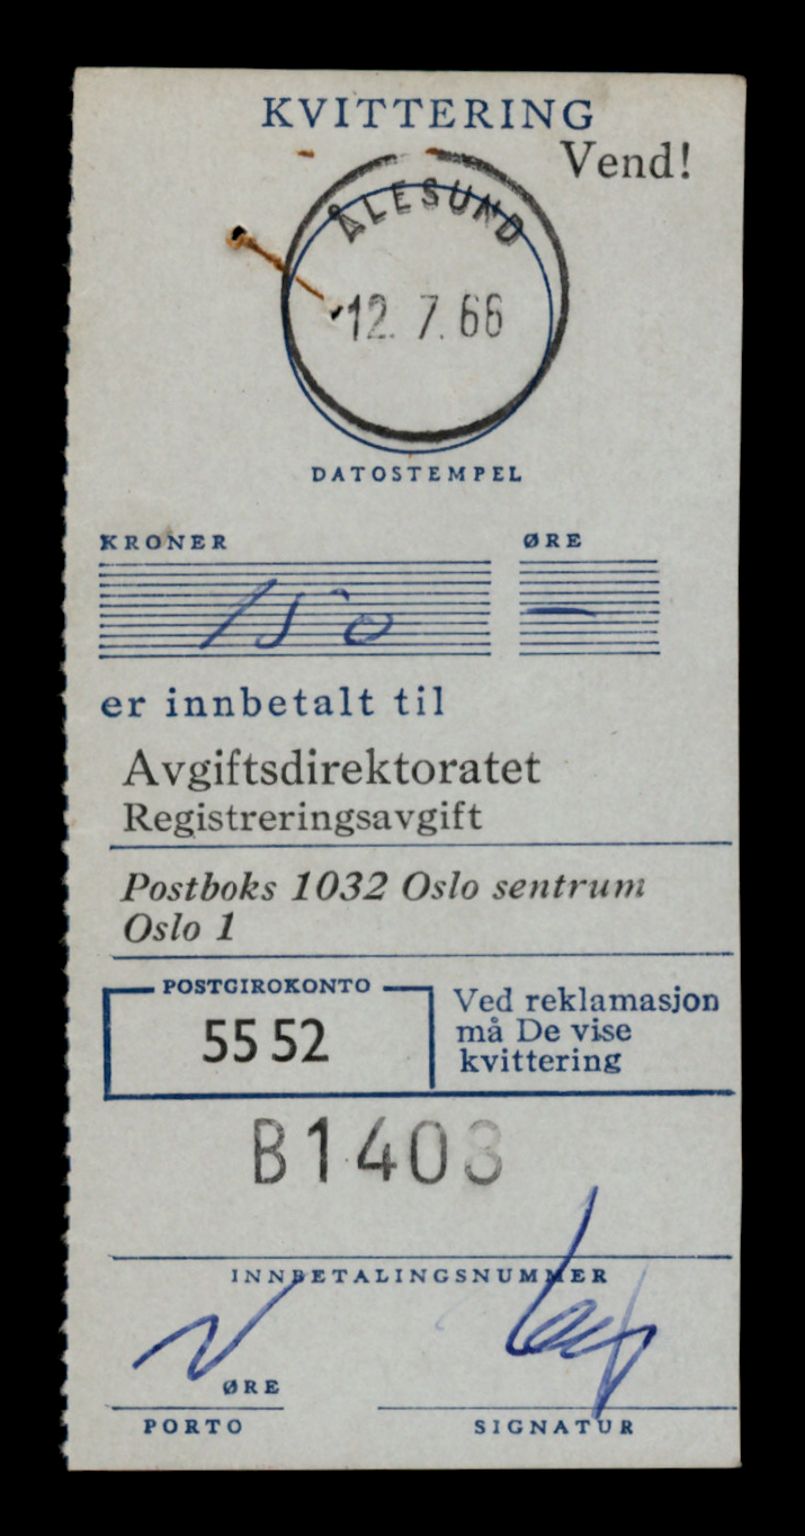 KVITTERING
Vend!
ÅLESUND
12. 7. 66
DATOSTEMPEL
KRONER ØRE
150 —
er innbetalt til
Avgiftsdirektoratet
Registreringsavgift
Postboks 1032 Oslo sentrum
Oslo 1
POSTGIROKONTO
55 52
Ved reklamasjon
må De vise
kvittering
B1408
INNBETALINGSNUMMER
ØRE
PORTO
SIGNATUR